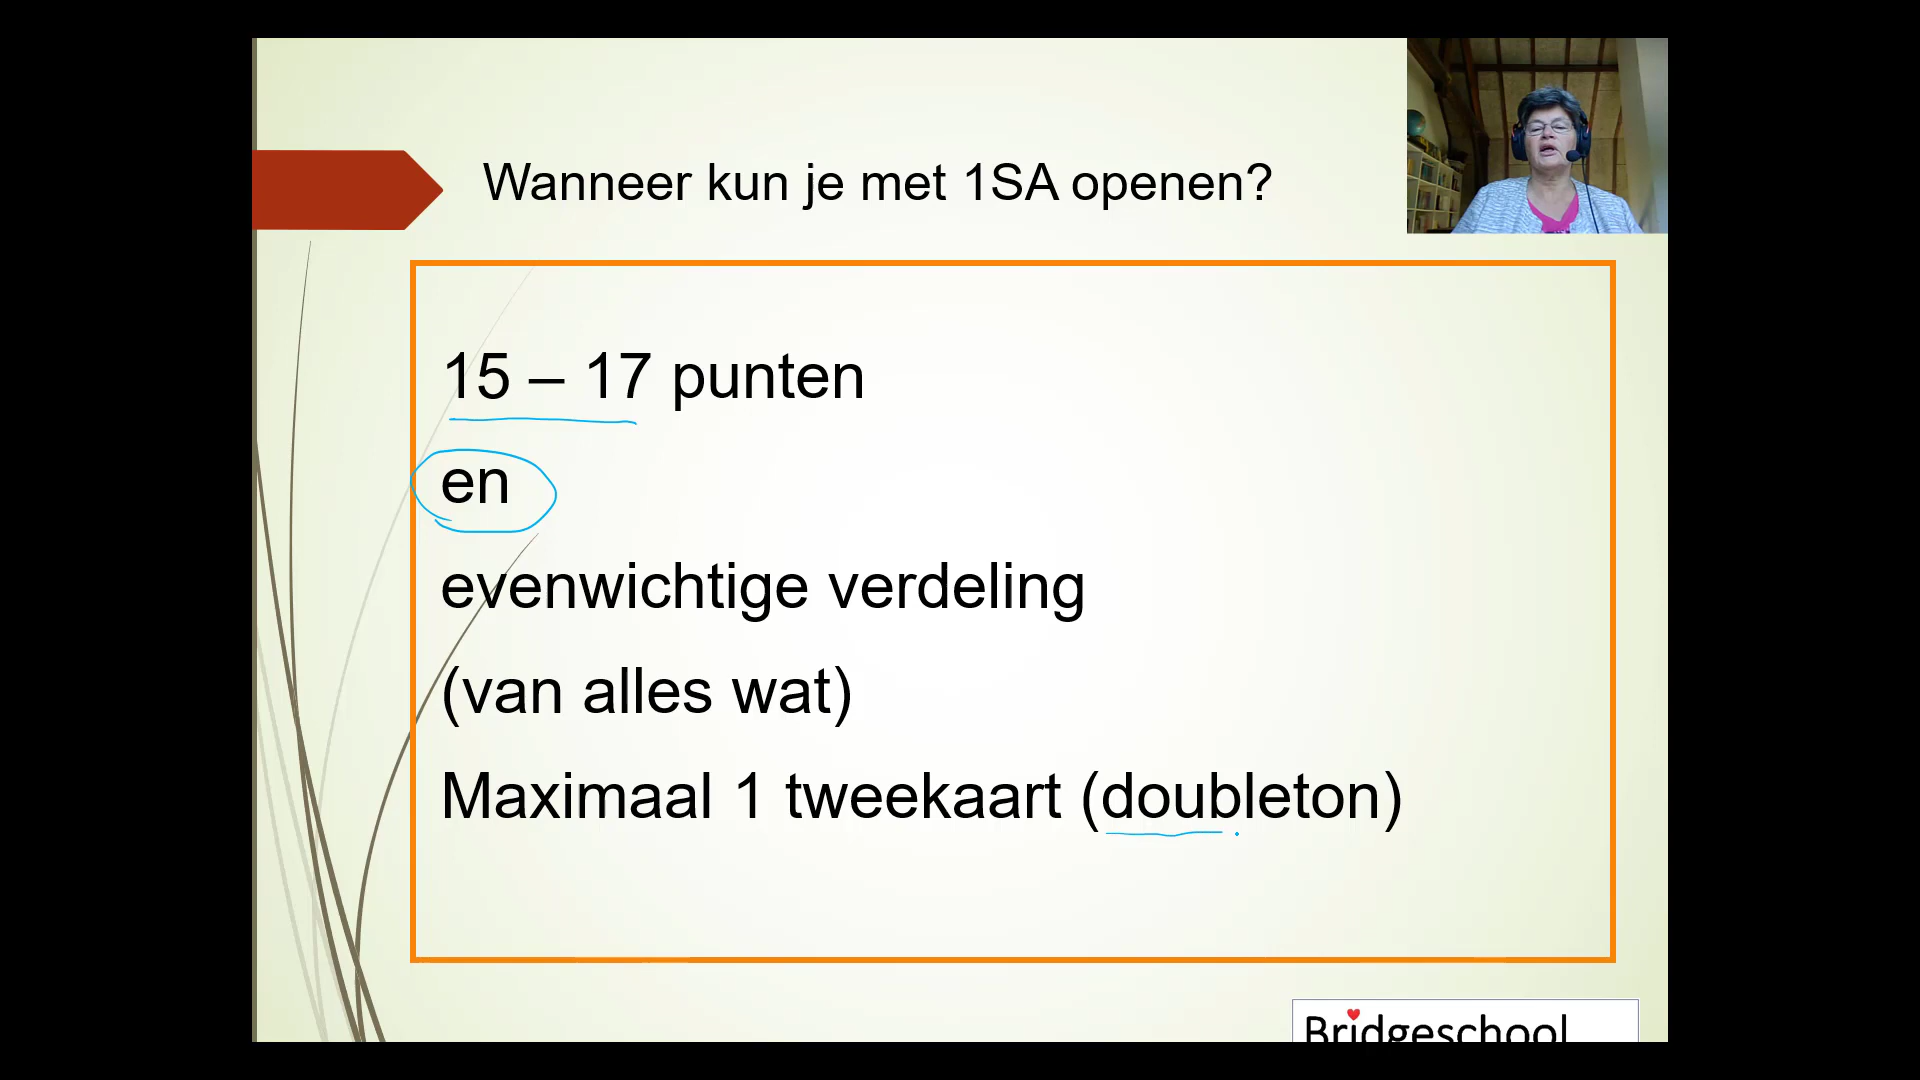 Wanneer kun je met 1SA openen?
15 – 17 punten
en
evenwichtige verdeling
(van alles wat)
Maximaal 1 tweekaart (doubleton)
Bridgeschool